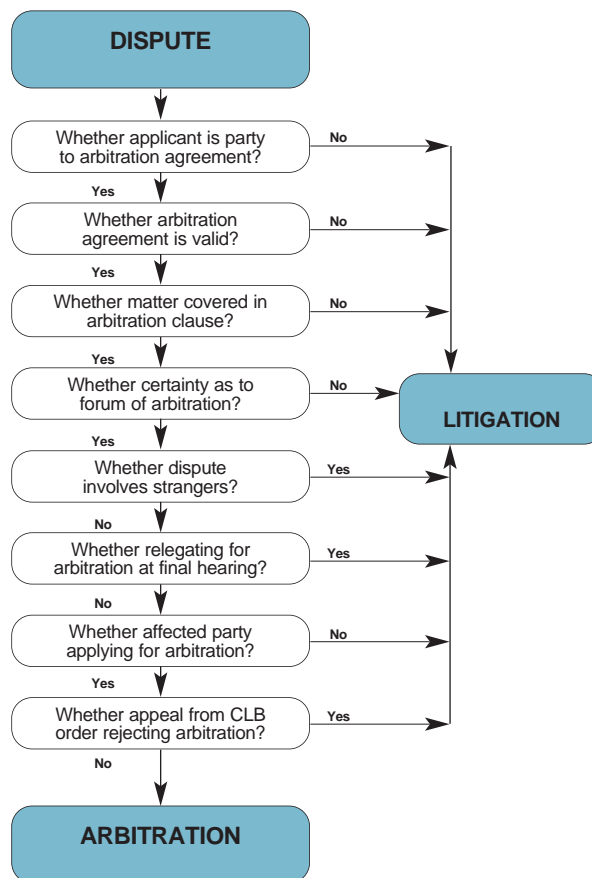 DISPUTE
Whether applicant is party
to arbitration agreement?
No
Yes
Whether arbitration
agreement is valid?
No
Yes
Whether matter covered in
arbitration clause?
No
Yes
Whether certainty as to
forum of arbitration?
No
LITIGATION
Yes
Whether dispute
involves strangers?
Yes
No
Whether relegating for
arbitration at final hearing?
Yes
No
Whether affected party
applying for arbitration?
No
Yes
Whether appeal from CLB
order rejecting arbitration?
Yes
No
ARBITRATION